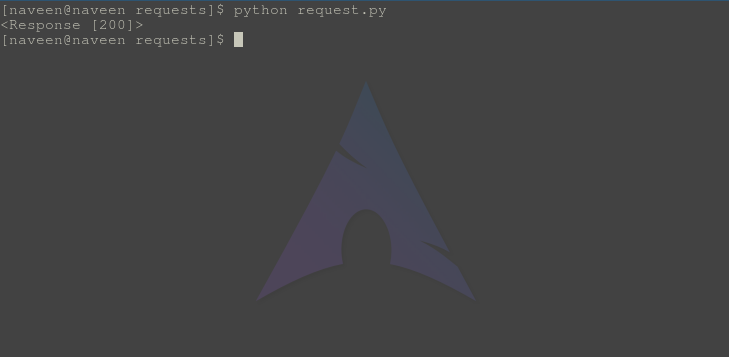 [naveen@naveen requests]$ python request.py
<Response [200]>
[naveen@naveen requests]$